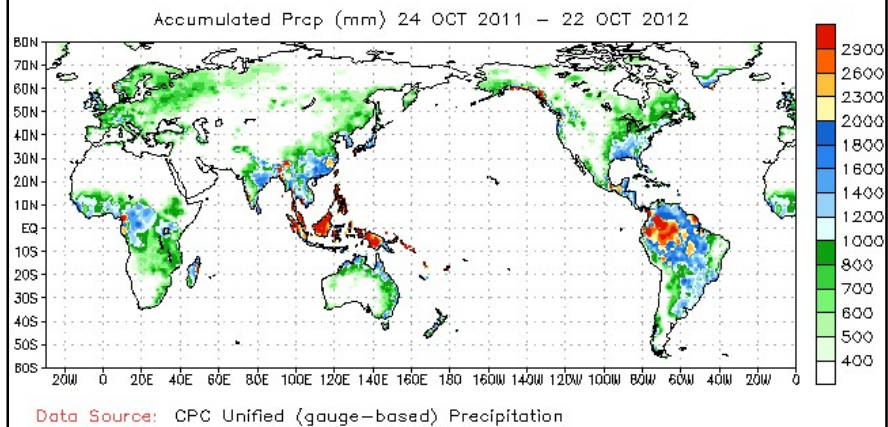 Accumulated Prcp (mm) 24 OCT 2011 – 22 OCT 2012
80N
70N
60N
50N
40N
30N
20N
10N
EQ
10S
20S
30S
40S
50S
60S
20W 0 20E 40E 60E 80E 100E 120E 140E 160E 180 160W 140W 120W 100W 80W 60W 40W 20W 0
2900
2600
2300
2000
1800
1600
1400
1200
1000
800
700
600
500
400
Data Source: CPC Unified (gauge-based) Precipitation